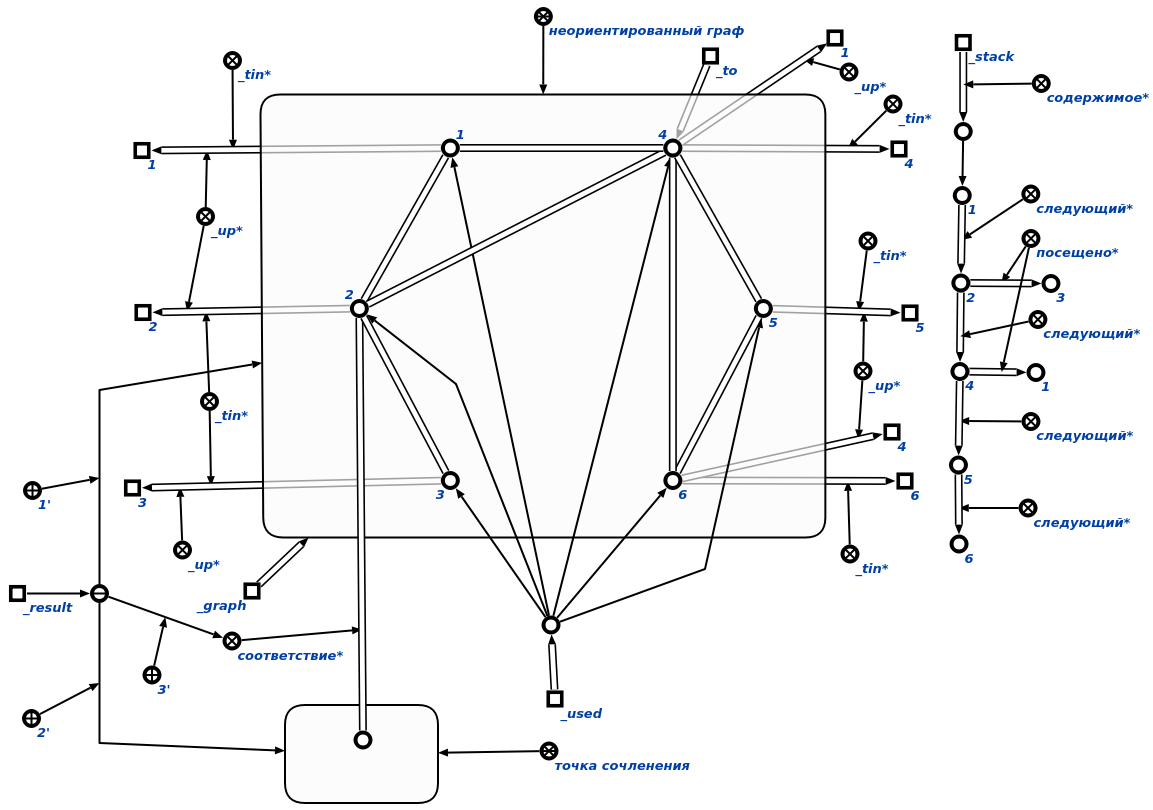 неориентированный граф
_tin*
_to
1
_up*
_stack
содержимое*
_tin*
1
4
1
4
1
следующий*
_up*
посещено*
_tin*
2
2
3
2
5
5
следующий*
4
1
_up*
_tin*
4
следующий*
5
3
3
6
6
1'
следующий*
_up*
_tin*
6
_result
_graph
соответствие*
3'
2'
_used
точка сочленения